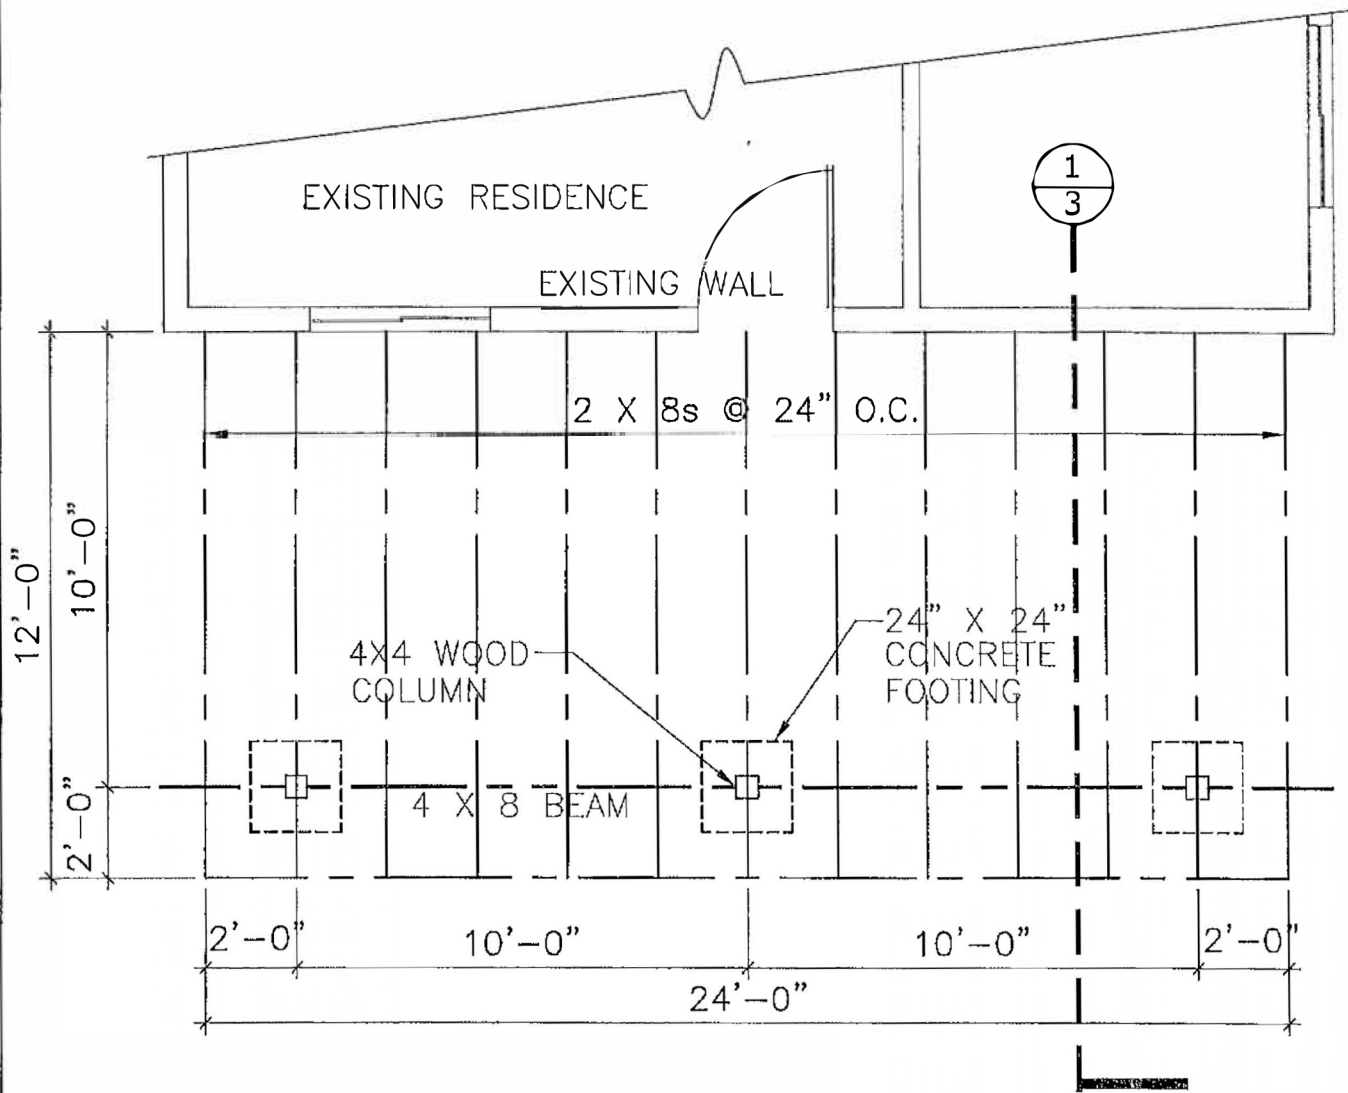 1
3
EXISTING RESIDENCE
EXISTING WALL
2 X 8s @ 24" O.C.
12'-0"
10'-0"
24" X 24"
CONCRETE
FOOTING
4X4 WOOD
COLUMN
2'-0"
4 X 8 BEAM
2'-0"
10'-0"
10'-0"
2'-0"
24'-0"